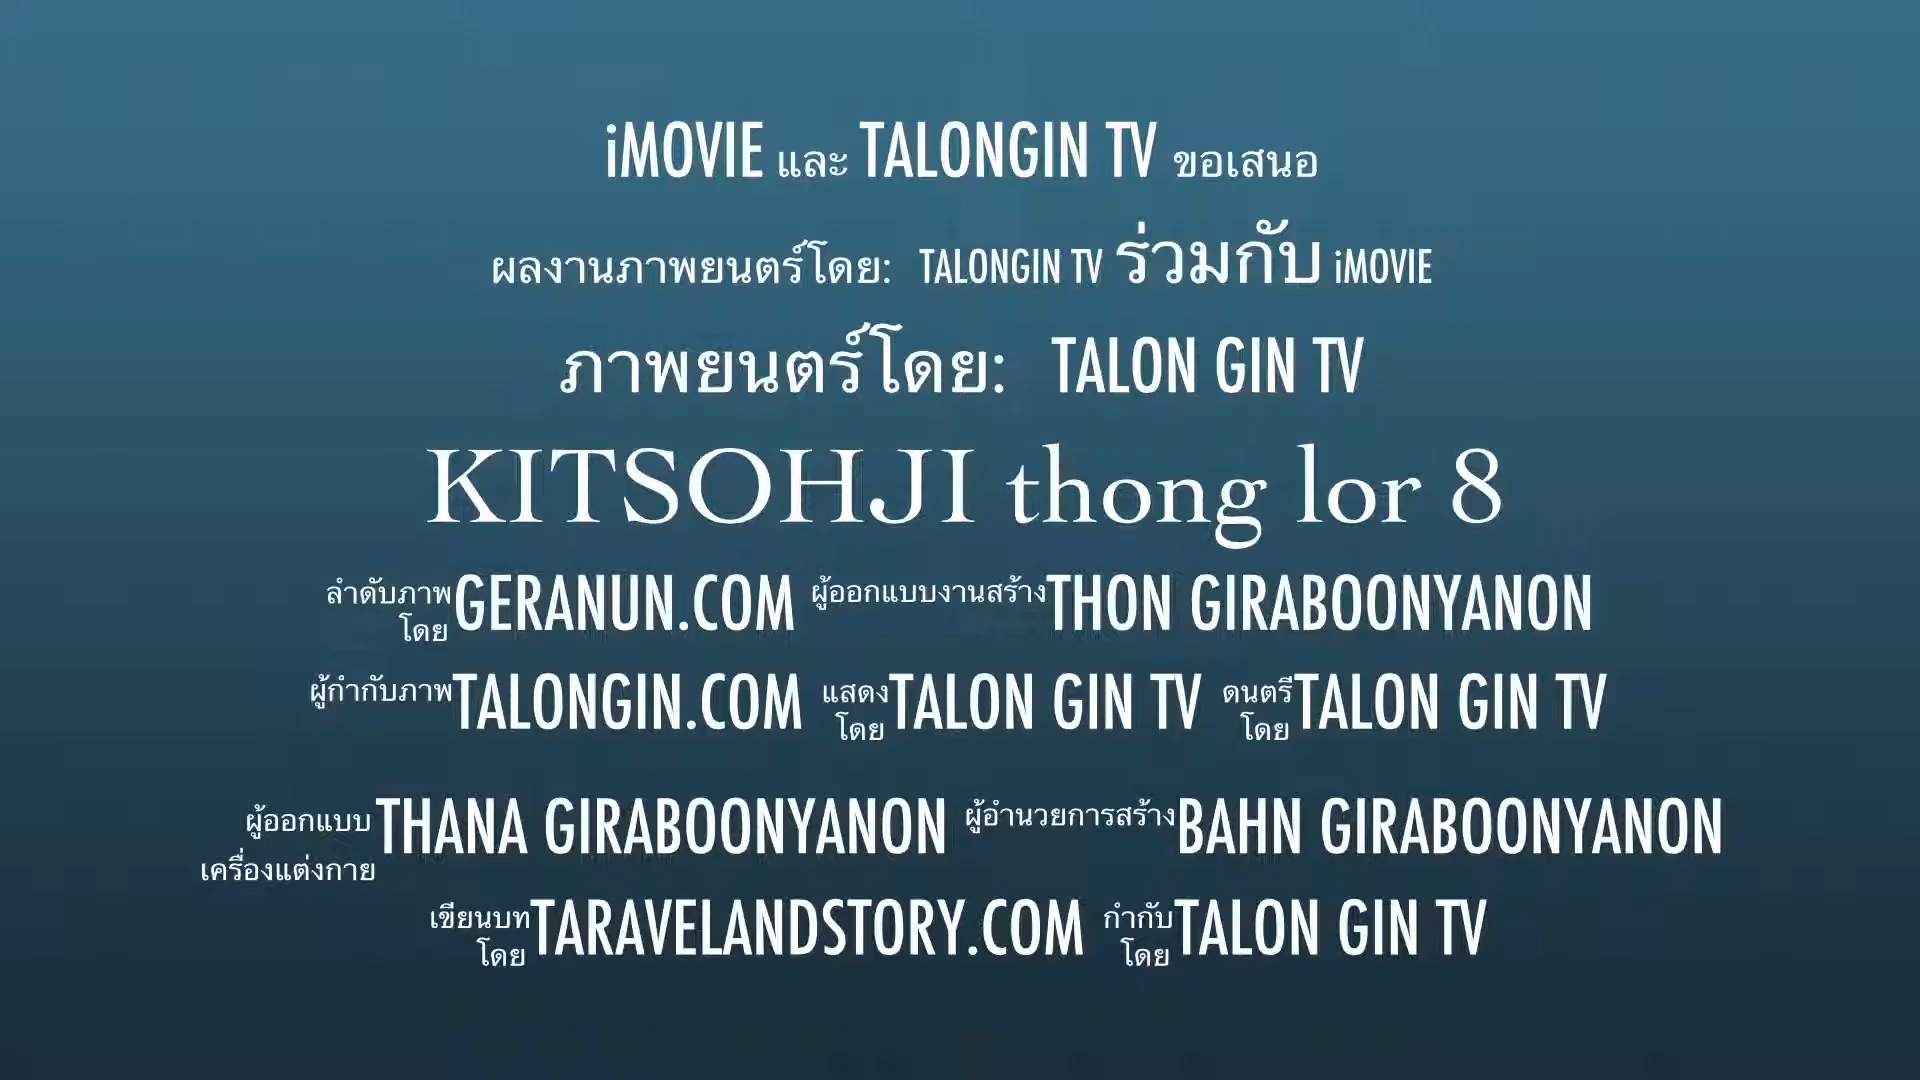 iMOVIE และ TALONGIN TV ขอเสนอ
ผลงานภาพยนตร์โดย: TALONGIN TV ร่วมกับ iMOVIE
ภาพยนตร์โดย: TALON GIN TV
KITSOHJI thong lor 8
ลำดับภาพโดย GERANUN.COM ผู้ออกแบบงานสร้าง THON GIRABOONYANON
ผู้กำกับภาพ TALONGIN.COM แสดงโดย TALON GIN TV ดนตรีโดย TALON GIN TV
ผู้ออกแบบเครื่องแต่งกาย THANA GIRABOONYANON ผู้อำนวยการสร้าง BAHN GIRABOONYANON
เขียนบทโดย TARAVELANDSTORY.COM กำกับโดย TALON GIN TV